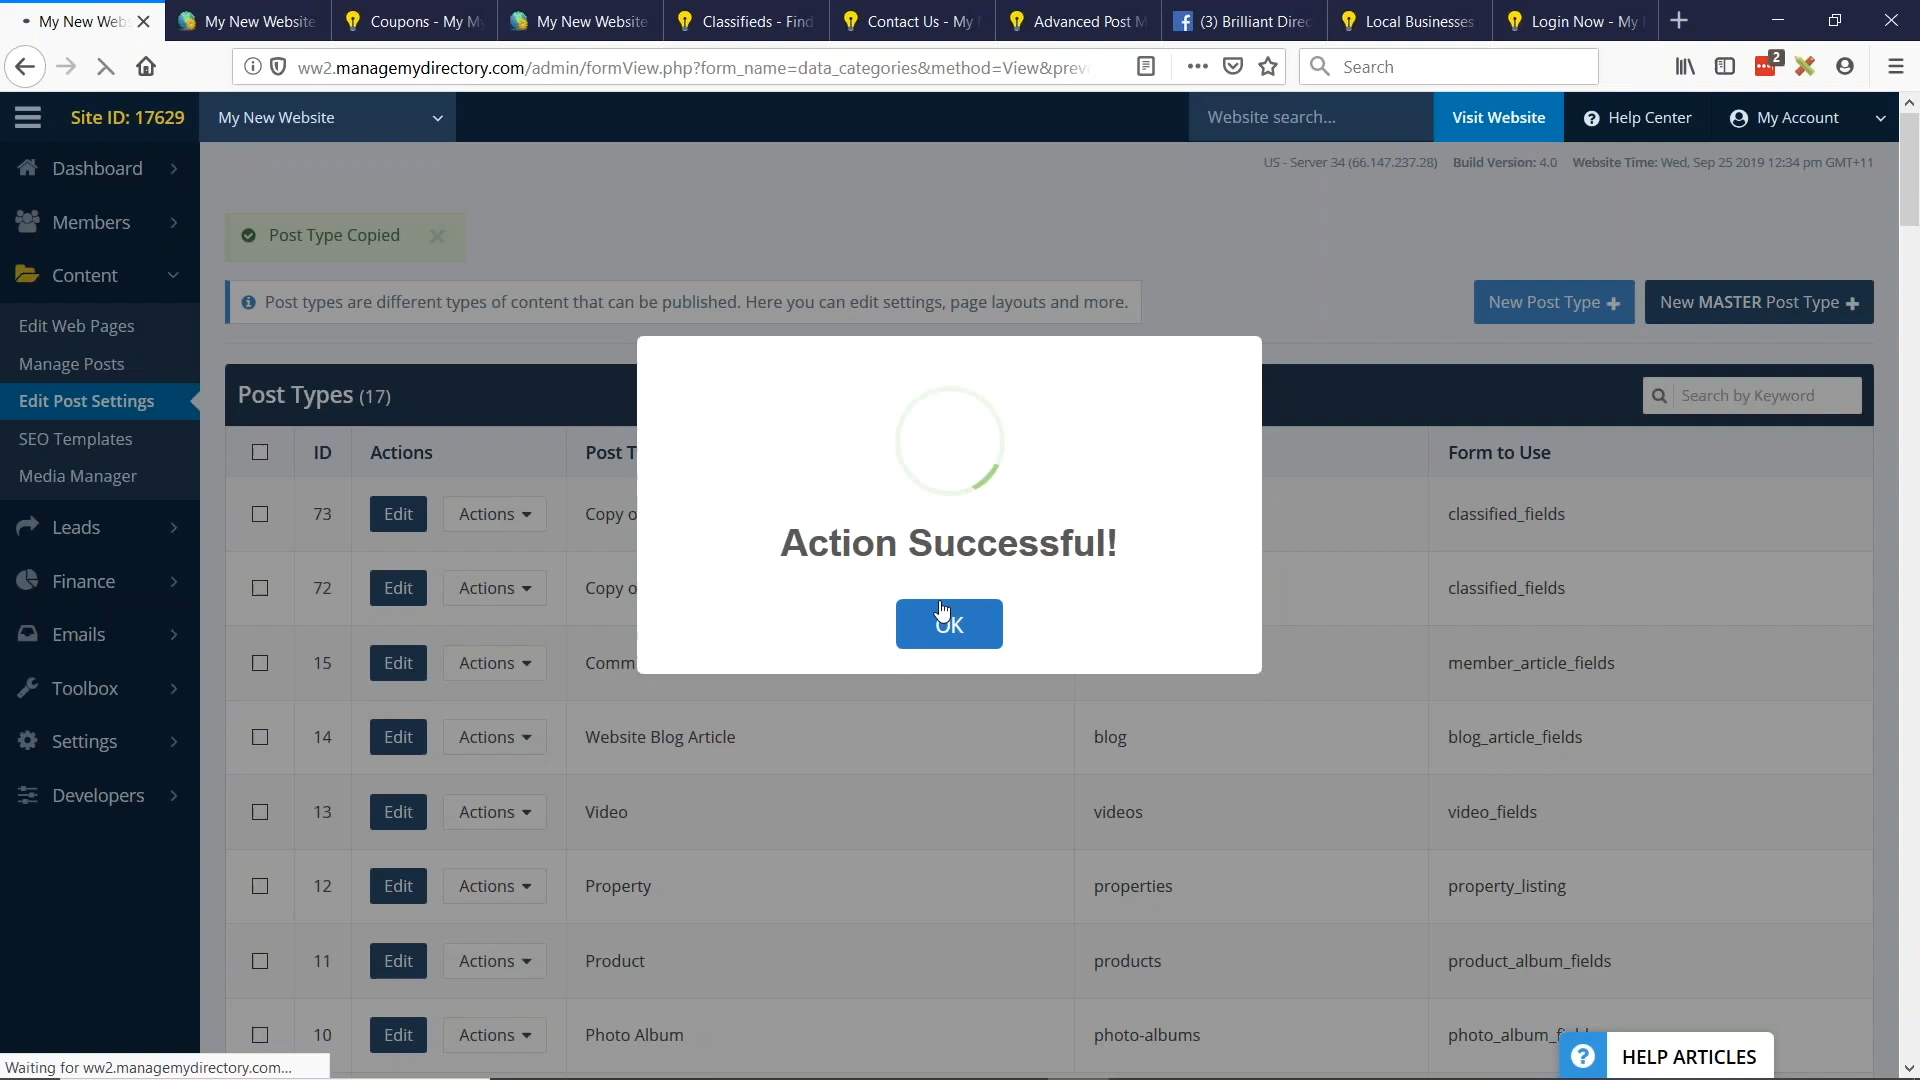 My New Web
My New Website
Coupons - My M
My New Website
Classifieds - Find
Contact Us - My
Advanced Post M
(3) Brilliant Direc
Local Businesses
Login Now - My
ww2.managemydirectory.com/admin/formView.php?form_name=data_categories&method=View&prev
Search
2
Site ID: 17629
My New Website
Website search...
Visit Website
Help Center
My Account
US - Server 34 (66.147.237.28) Build Version: 4.0 Website Time: Wed, Sep 25 2019 12:34 pm GMT+11
Dashboard
Members
Content
Edit Web Pages
Manage Posts
Edit Post Settings
SEO Templates
Media Manager
Leads
Finance
Emails
Toolbox
Settings
Developers
Post Type Copied
Post types are different types of content that can be published. Here you can edit settings, page layouts and more.
New Post Type
New MASTER Post Type
Post Types (17)
Search by Keyword
ID Actions Post T Form to Use
73 Edit Actions Copy o classified_fields
72 Edit Actions Copy o classified_fields
15 Edit Actions Comm member_article_fields
14 Edit Actions Website Blog Article blog blog_article_fields
13 Edit Actions Video videos video_fields
12 Edit Actions Property properties property_listing
11 Edit Actions Product products product_album_fields
10 Edit Actions Photo Album photo-albums photo_album_fi
Action Successful!
OK
HELP ARTICLES
Waiting for ww2.managemydirectory.com...